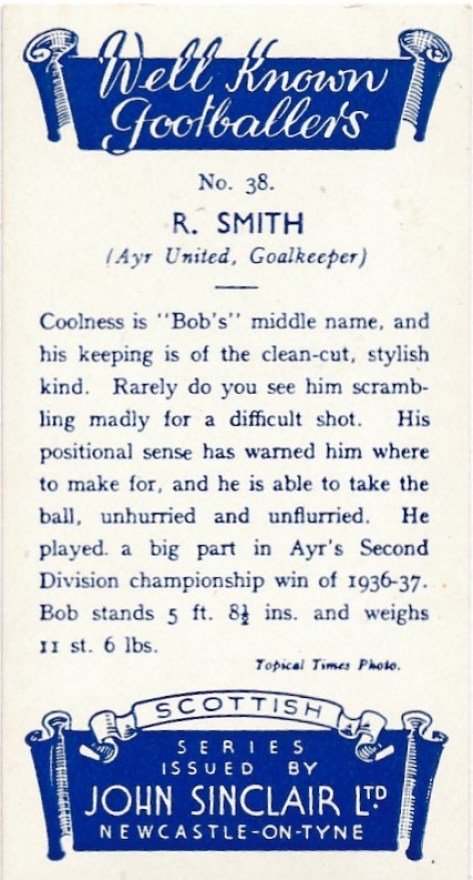 Well Known
Footballers
No. 38.
R. SMITH
(Ayr United, Goalkeeper)
Coolness is "Bob's" middle name, and
his keeping is of the clean-cut, stylish
kind. Rarely do you see him scramb-
ling madly for a difficult shot. His
positional sense has warned him where
to make for, and he is able to take the
ball, unhurried and unflurried. He
played a big part in Ayr's Second
Division championship win of 1936-37.
Bob stands 5 ft. 8½ ins. and weighs
11 st. 6 lbs.
Topical Times Photo.
SCOTTISH
SERIES
ISSUED BY
JOHN SINCLAIR LTD
NEWCASTLE-ON-TYNE